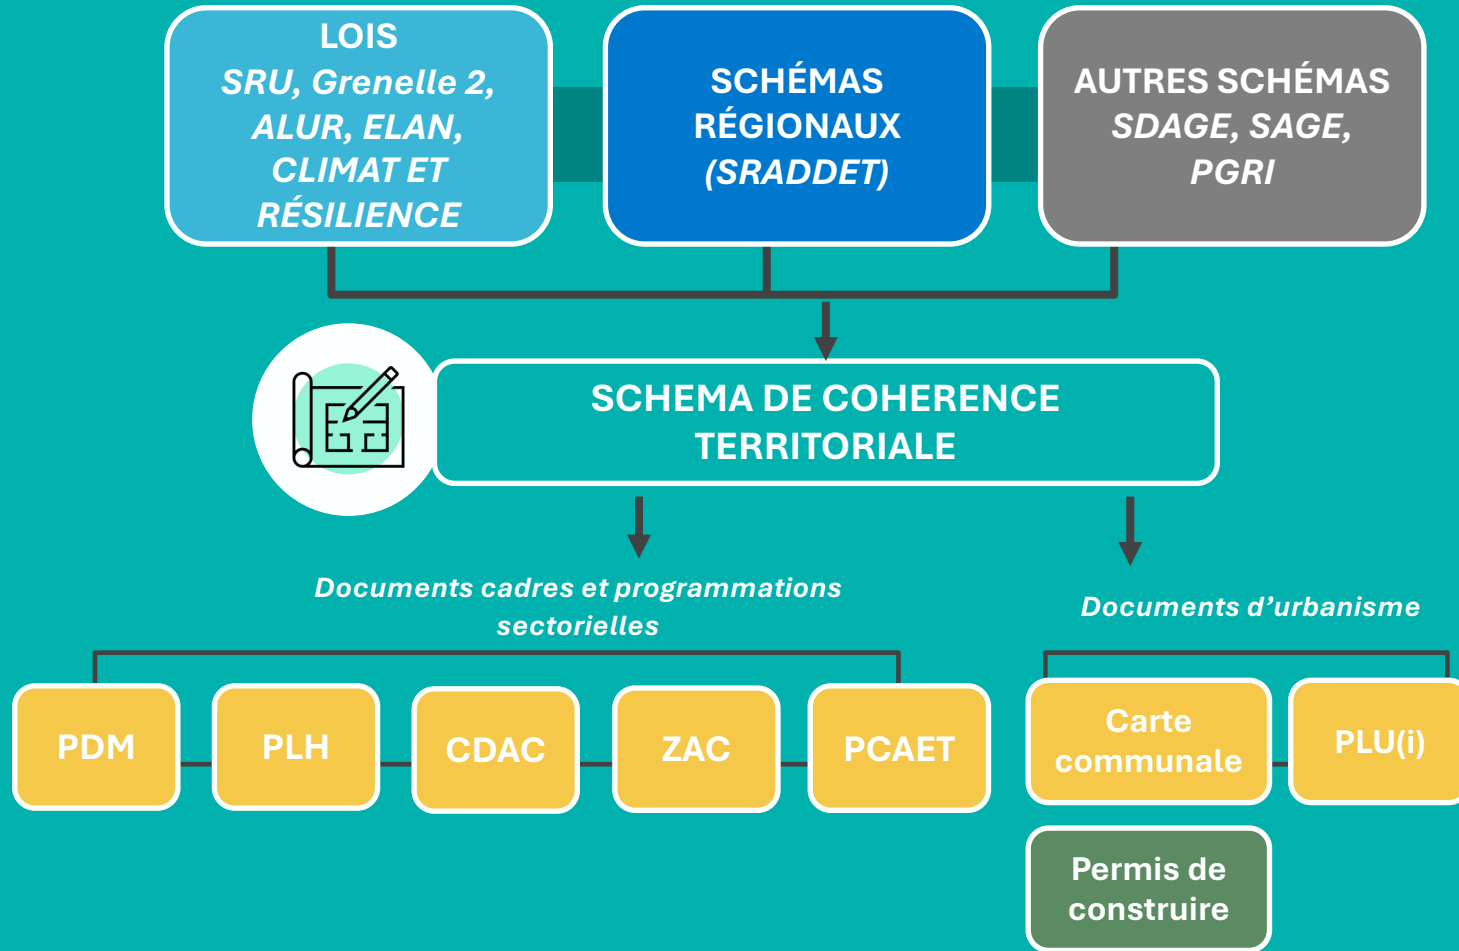 LOIS
SRU, Grenelle 2,
ALUR, ELAN,
CLIMAT ET
RÉSILIENCE
SCHÉMAS
RÉGIONAUX
(SRADDET)
AUTRES SCHÉMAS
SDAGE, SAGE,
PGRI
SCHEMA DE COHERENCE
TERRITORIALE
Documents cadres et programmations
sectorielles
Documents d’urbanisme
PDM
PLH
CDAC
ZAC
PCAET
Carte
communale
PLU(i)
Permis de
construire